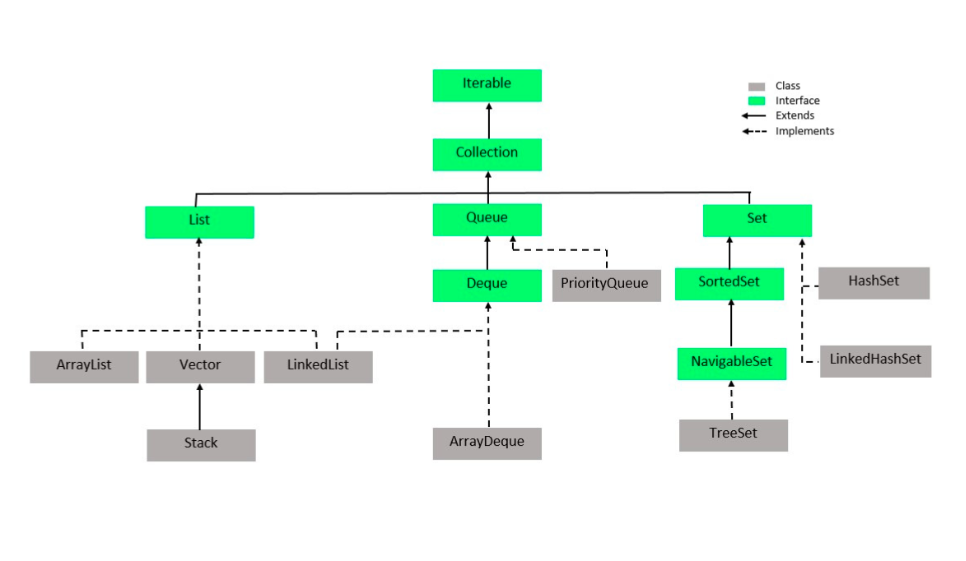 Iterable
Class
Interface
Extends
Implements
Collection
List
Queue
Set
Deque
PriorityQueue
SortedSet
HashSet
ArrayList
Vector
LinkedList
NavigableSet
LinkedHashSet
Stack
ArrayDeque
TreeSet